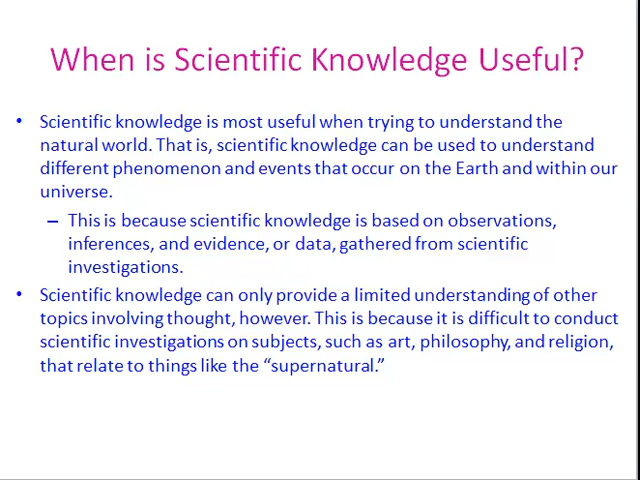 When is Scientific Knowledge Useful?
• Scientific knowledge is most useful when trying to understand the
natural world. That is, scientific knowledge can be used to understand
different phenomenon and events that occur on the Earth and within our
universe.
– This is because scientific knowledge is based on observations,
inferences, and evidence, or data, gathered from scientific
investigations.
• Scientific knowledge can only provide a limited understanding of other
topics involving thought, however. This is because it is difficult to conduct
scientific investigations on subjects, such as art, philosophy, and religion,
that relate to things like the “supernatural.”